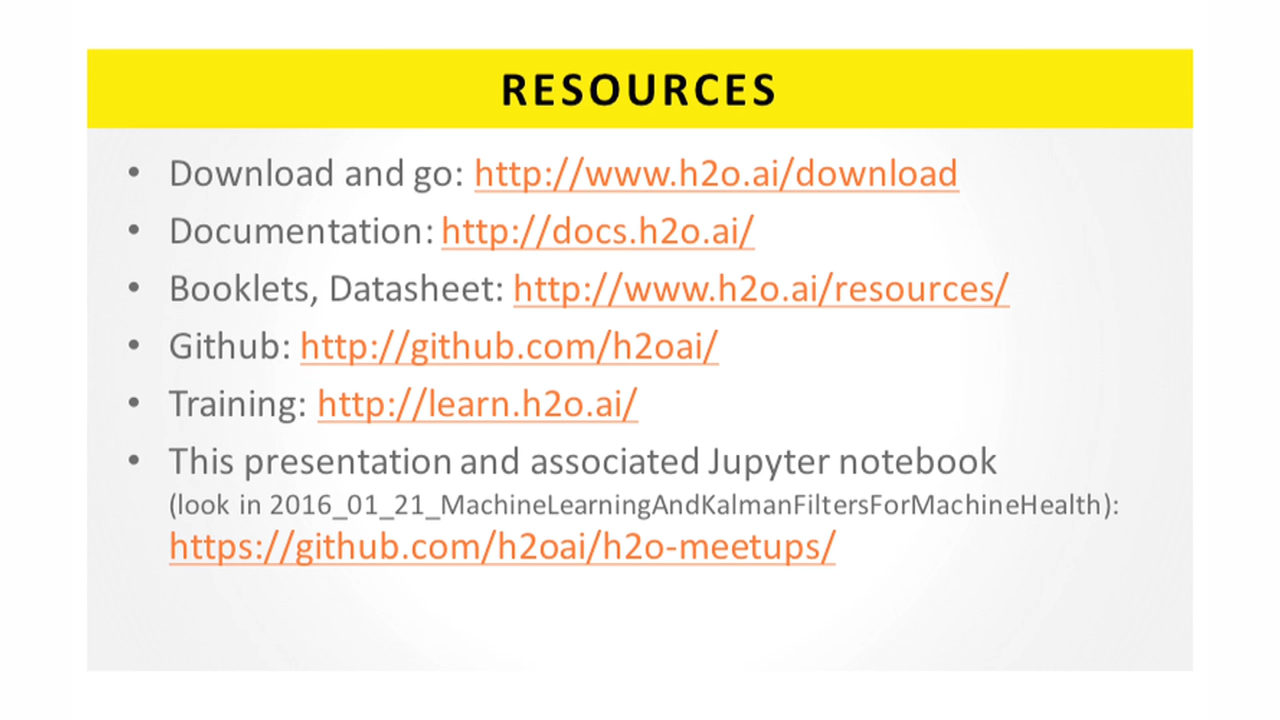 RESOURCES
• Download and go: http://www.h2o.ai/download
• Documentation: http://docs.h2o.ai/
• Booklets, Datasheet: http://www.h2o.ai/resources/
• Github: http://github.com/h2oai/
• Training: http://learn.h2o.ai/
• This presentation and associated Jupyter notebook
(look in 2016_01_21_MachineLearningAndKalmanFiltersForMachineHealth):
https://github.com/h2oai/h2o-meetups/